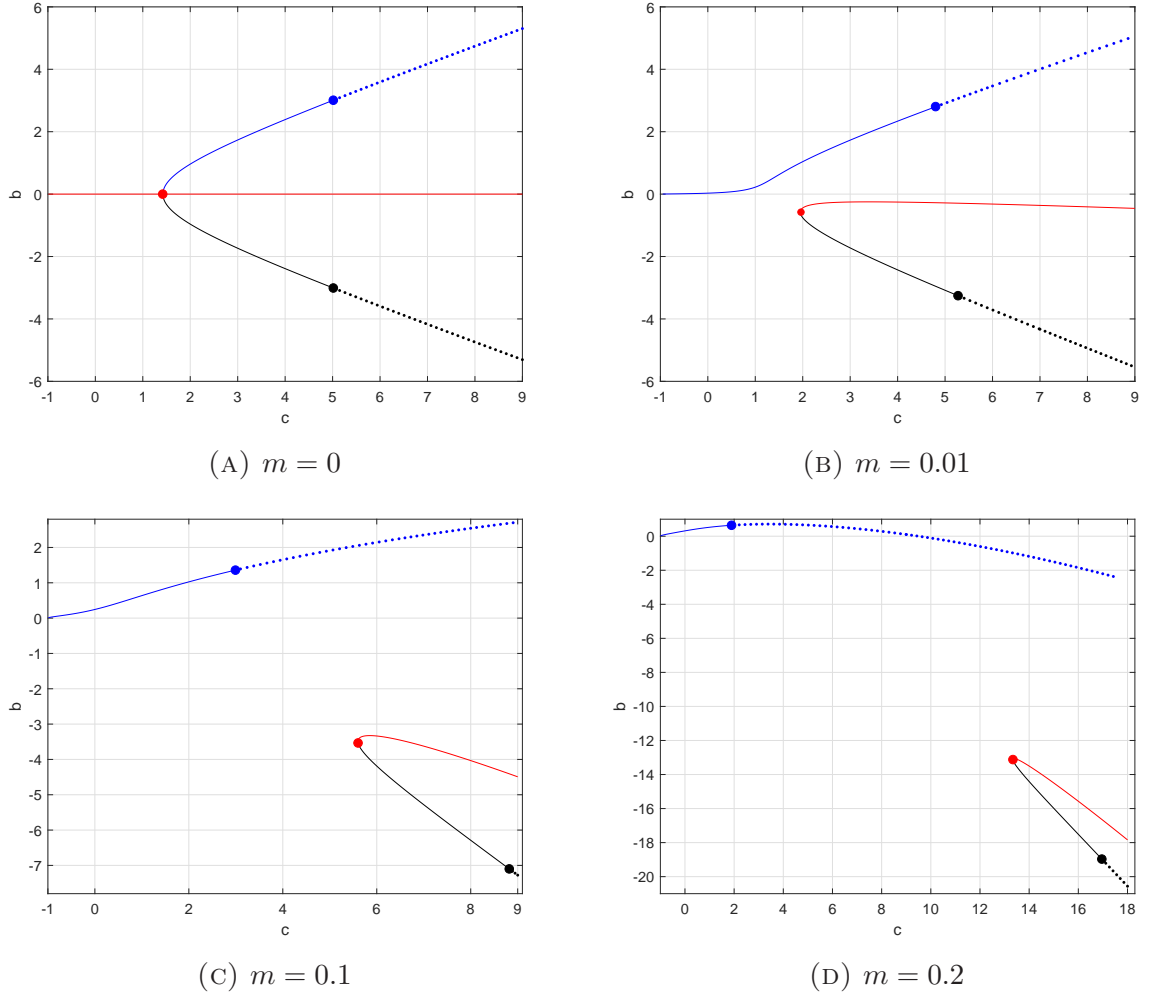 6
4
2
0
-2
-4
-6
b
-1 0 1 2 3 4 5 6 7 8 9
c
(A) m = 0
6
4
2
0
-2
-4
-6
b
-1 0 1 2 3 4 5 6 7 8 9
c
(B) m = 0.01
2
1
0
-1
-2
-3
-4
-5
-6
-7
b
-1 0 2 4 6 8 9
c
(C) m = 0.1
0
-2
-4
-6
-8
-10
-12
-14
-16
-18
-20
b
0 2 4 6 8 10 12 14 16 18
c
(D) m = 0.2